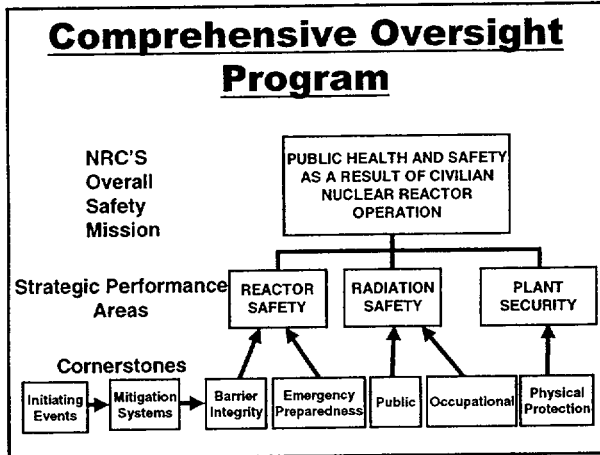 Comprehensive Oversight
Program
NRC'S
Overall
Safety
Mission
PUBLIC HEALTH AND SAFETY
AS A RESULT OF CIVILIAN
NUCLEAR REACTOR
OPERATION
Strategic Performance
Areas
REACTOR
SAFETY
RADIATION
SAFETY
PLANT
SECURITY
Cornerstones
Initiating
Events
Mitigation
Systems
Barrier
Integrity
Emergency
Preparedness
Public
Occupational
Physical
Protection